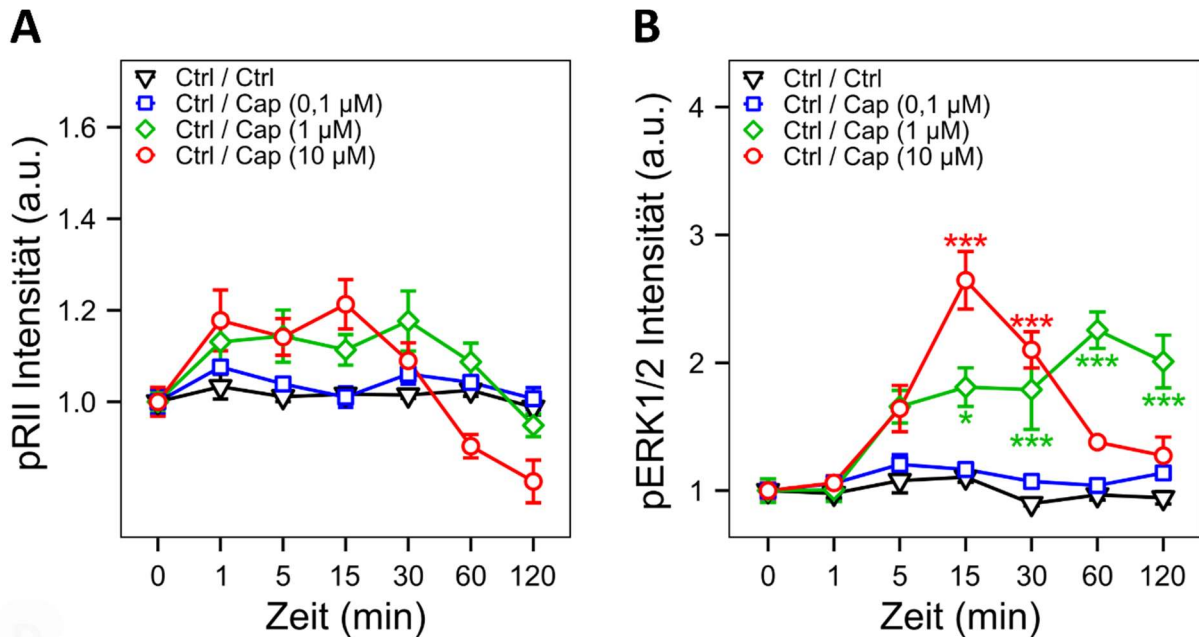 A
Ctrl / Ctrl
Ctrl / Cap (0,1 µM)
Ctrl / Cap (1 µM)
Ctrl / Cap (10 µM)
pRII Intensität (a.u.)
1.6
1.4
1.2
1.0
0 1 5 15 30 60 120
Zeit (min)
B
Ctrl / Ctrl
Ctrl / Cap (0,1 µM)
Ctrl / Cap (1 µM)
Ctrl / Cap (10 µM)
pERK1/2 Intensität (a.u.)
4
3
2
1
***
***
*
***
***
***
0 1 5 15 30 60 120
Zeit (min)